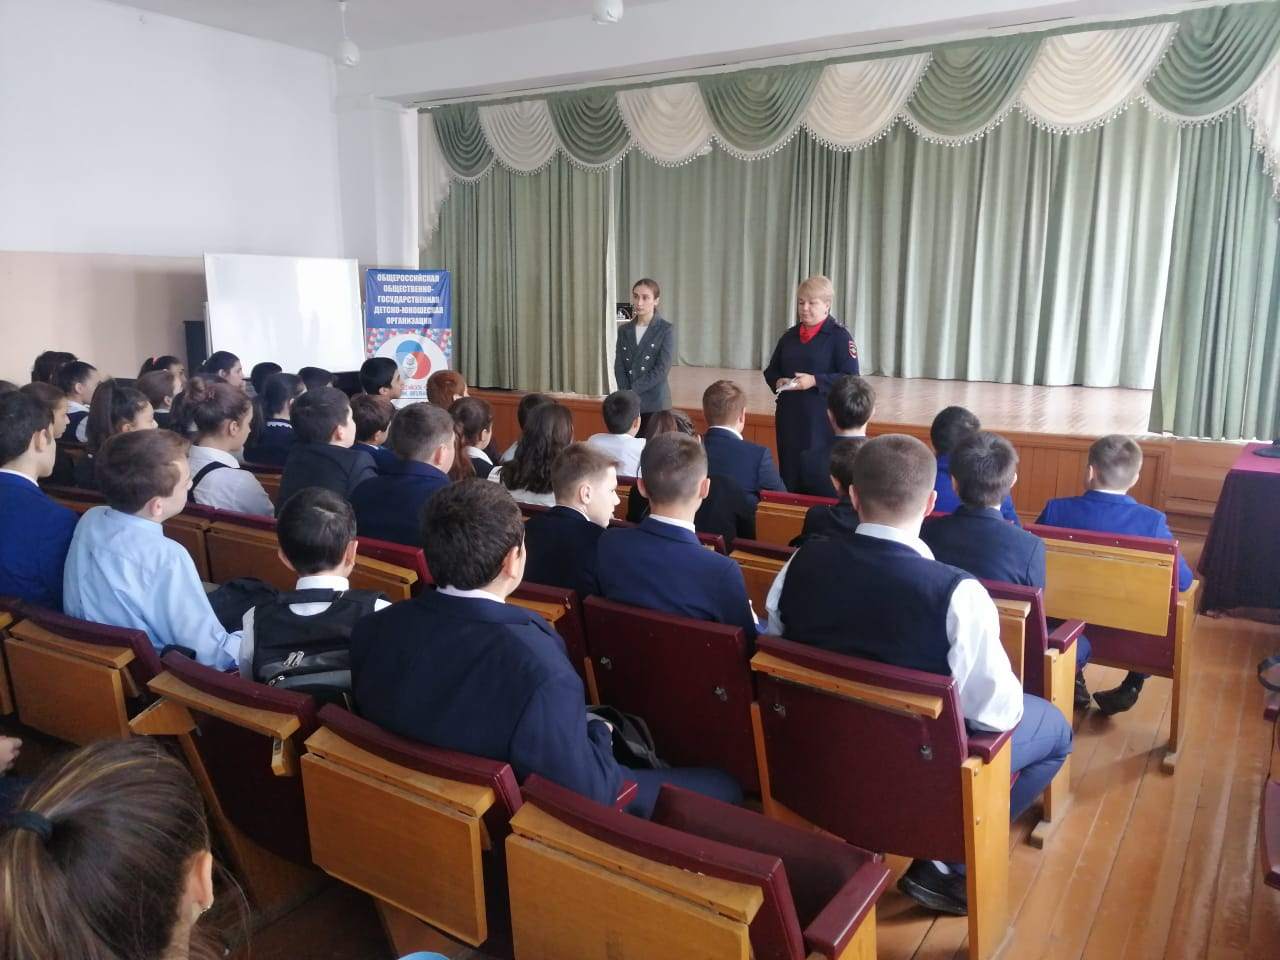 ОБЩЕРОССИЙСКАЯ
ОБЩЕСТВЕННО-
ГОСУДАРСТВЕННАЯ
ДЕТСКО-ЮНОШЕСКАЯ
ОРГАНИЗАЦИЯ